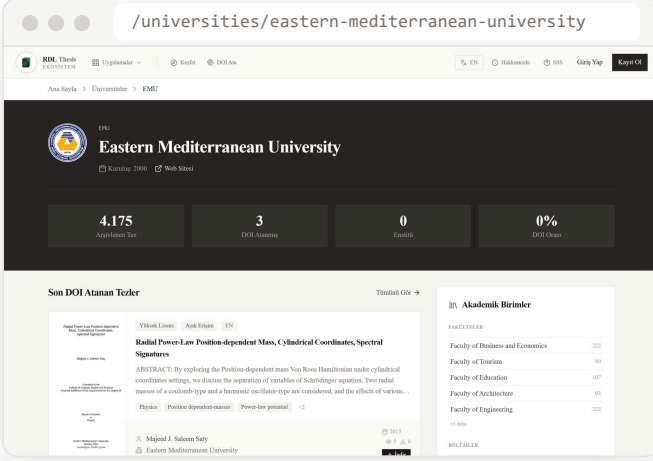 /universities/eastern-mediterranean-university
RDL Thesis
EKOSİSTEM
Uygulamalar
Keşfet
DOI Ata
EN
Hakkımızda
SSS
Giriş Yap
Kayıt Ol
Ana Sayfa > Üniversiteler > EMU
EMU
Eastern Mediterranean University
Kuruluş: 2000
Web Sitesi
4.175
Arşivlenen Tez
3
DOI Atanmış
0
Enstitü
0%
DOI Oranı
Son DOI Atanan Tezler
Tümünü Gör →
Radial Power-Law Position-dependent
Mass, Cylindrical Coordinates,
Spectral Signatures
Majeed J. Saleem Saty
Master of Science
in
Physics
Eastern Mediterranean University
Yüksek Lisans
Açık Erişim
EN
Radial Power-Law Position-dependent Mass, Cylindrical Coordinates, Spectral
Signatures
ABSTRACT: By exploring the Position-dependent mass Von Roos Hamiltonian under cylindrical
coordinates settings, we discuss the separation of variables of Schrödinger equation. Two radial
masses of a coulomb-type and a harmonic oscillator-type are considered, and the effects of various…
Physics
Position dependent-masses
Power-law potential
+2
Majeed J. Saleem Saty
Eastern Mediterranean University
2015
6
0
İndir
Akademik Birimler
FAKÜLTELER
Faculty of Business and Economics 222
Faculty of Tourism 80
Faculty of Education 107
Faculty of Architecture 93
Faculty of Engineering 222
BÖLÜMLER